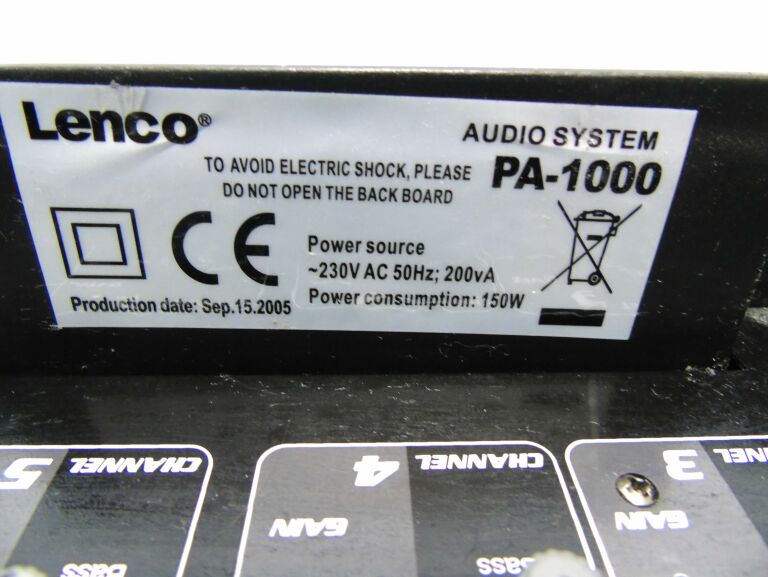 Lenco®
AUDIO SYSTEM
PA-1000
TO AVOID ELECTRIC SHOCK, PLEASE
DO NOT OPEN THE BACK BOARD
CE
Power source
~230V AC 50Hz; 200vA
Power consumption: 150W
Production date: Sep.15.2005
5 CHANNEL
4 CHANNEL
3
GAIN
GAIN
Bass
Bass